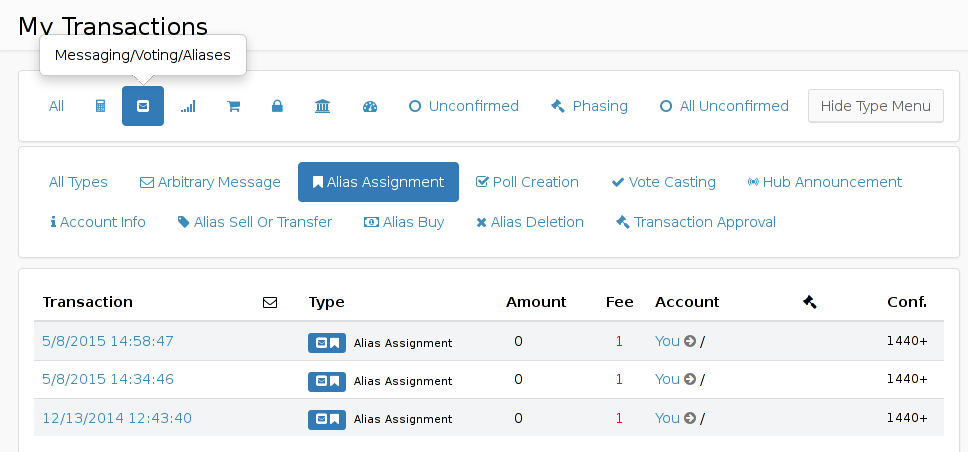 My Transactions
Messaging/Voting/Aliases
All Unconfirmed Phasing All Unconfirmed Hide Type Menu
All Types Arbitrary Message Alias Assignment Poll Creation Vote Casting Hub Announcement
Account Info Alias Sell Or Transfer Alias Buy Alias Deletion Transaction Approval
Transaction Type Amount Fee Account Conf.
5/8/2015 14:58:47 Alias Assignment 0 1 You / 1440+
5/8/2015 14:34:46 Alias Assignment 0 1 You / 1440+
12/13/2014 12:43:40 Alias Assignment 0 1 You / 1440+